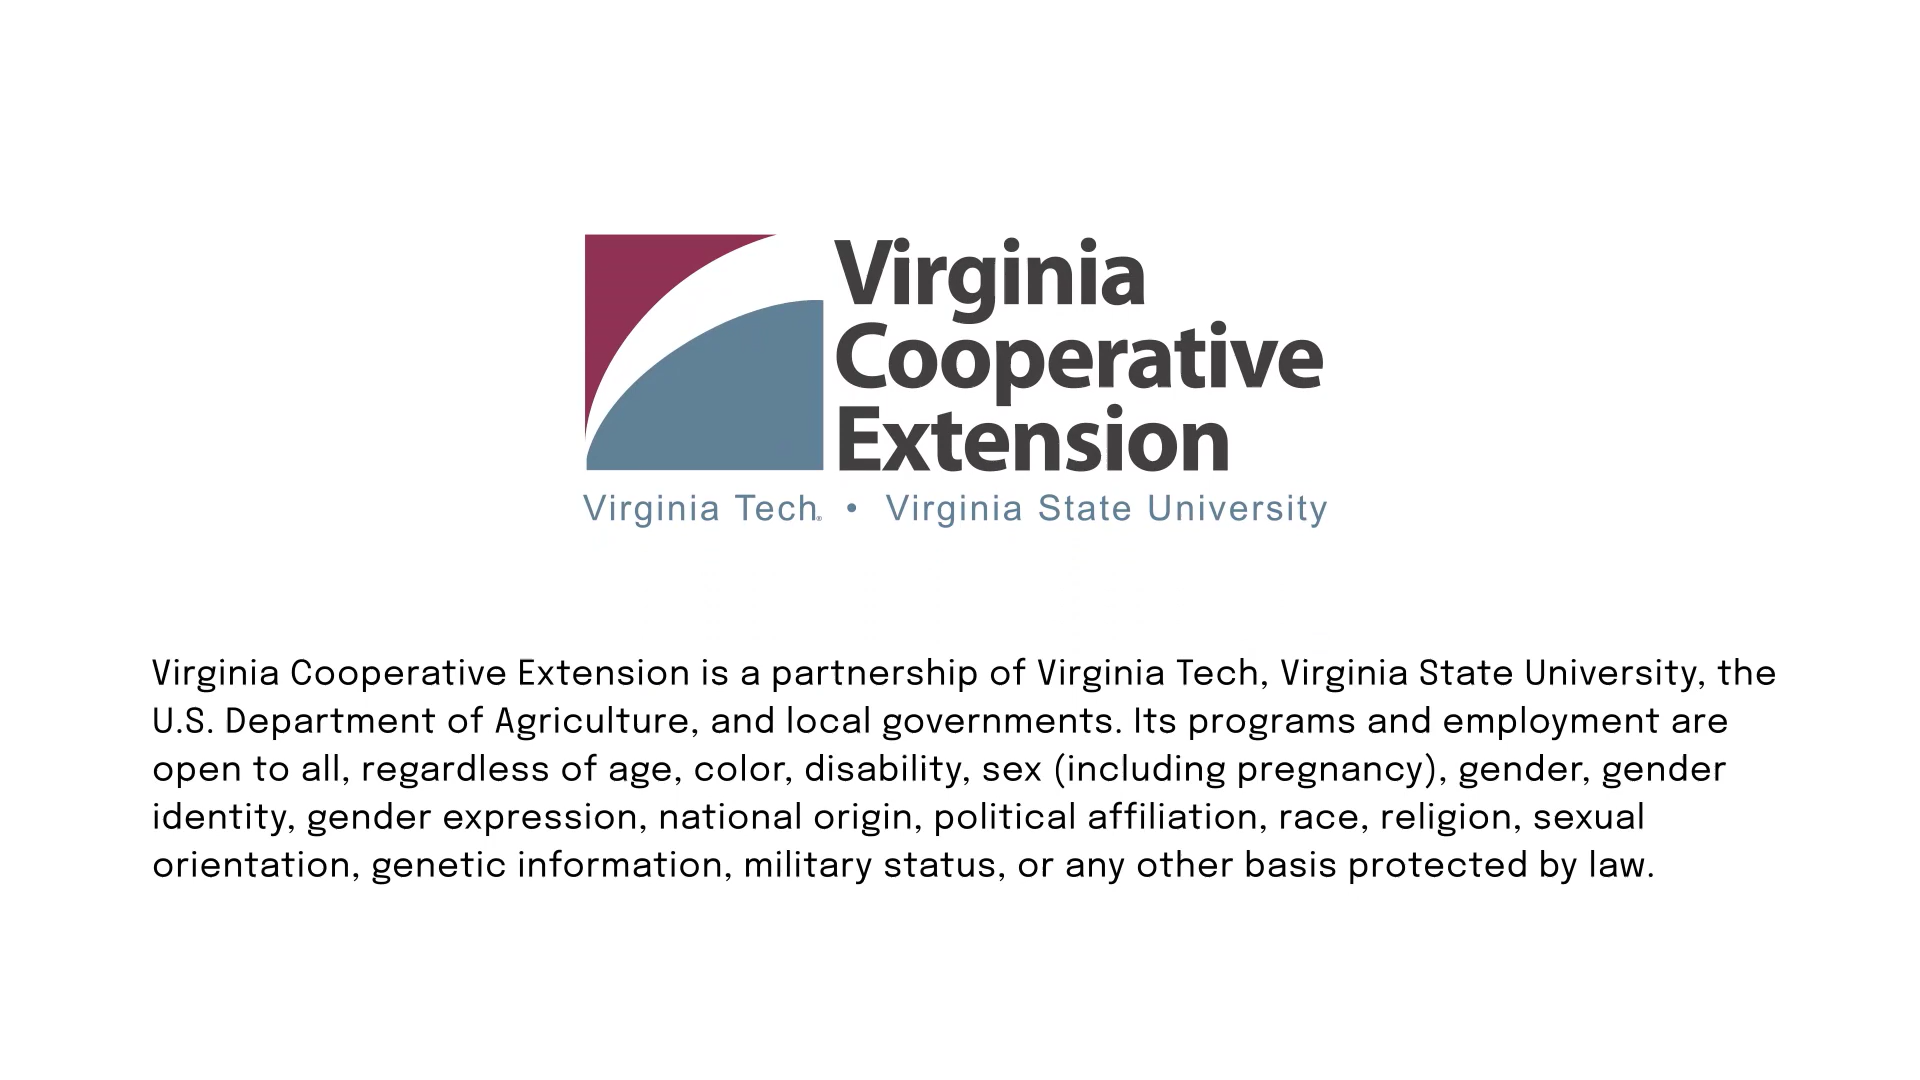 Virginia
Cooperative
Extension
Virginia Tech® • Virginia State University
Virginia Cooperative Extension is a partnership of Virginia Tech, Virginia State University, the
U.S. Department of Agriculture, and local governments. Its programs and employment are
open to all, regardless of age, color, disability, sex (including pregnancy), gender, gender
identity, gender expression, national origin, political affiliation, race, religion, sexual
orientation, genetic information, military status, or any other basis protected by law.